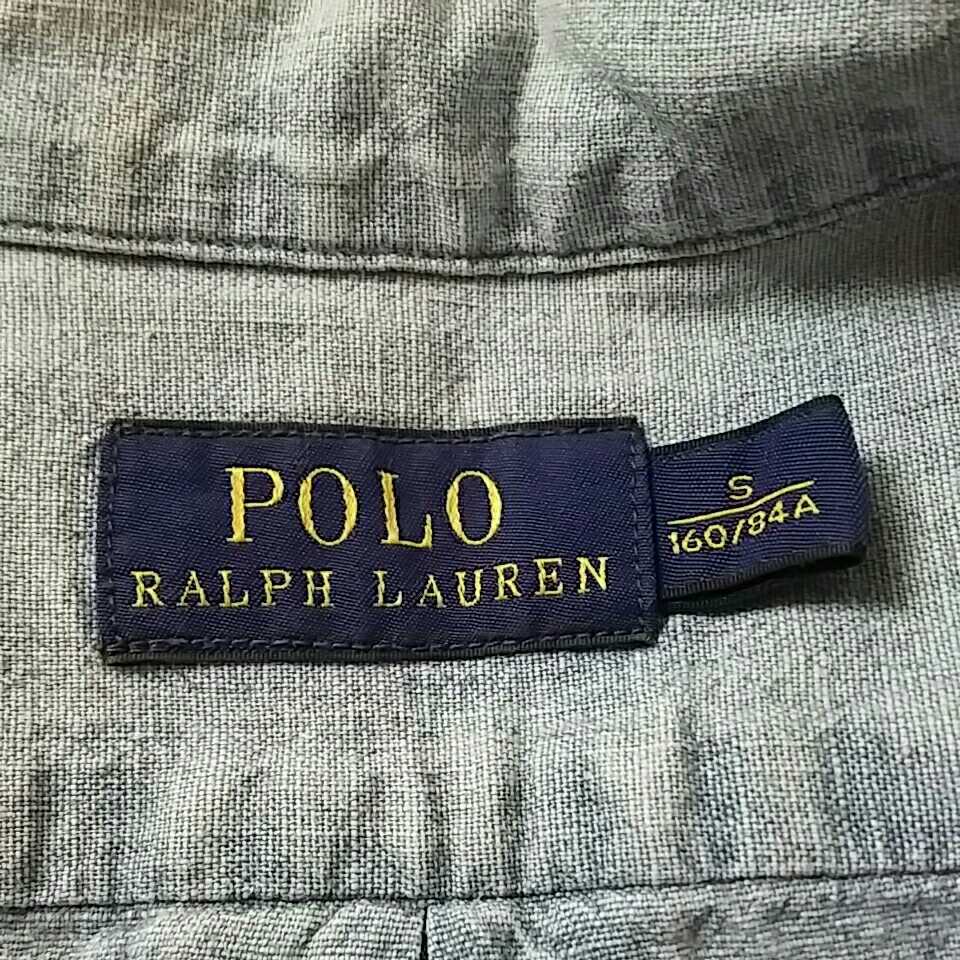 POLO
RALPH LAUREN
S
160/84A